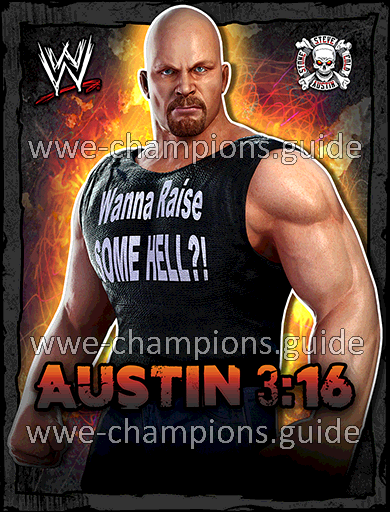 W
STONE STEVE COLD
AUSTIN
wwe-champions.guide
Wanna Raise
SOME HELL?!
wwe-champions.guide
AUSTIN 3:16
wwe-champions.guide